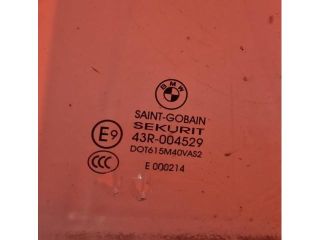 BMW
SAINT-GOBAIN
SEKURIT
E9 43R-004529
CCC DOT615M40VAS2
E 000214